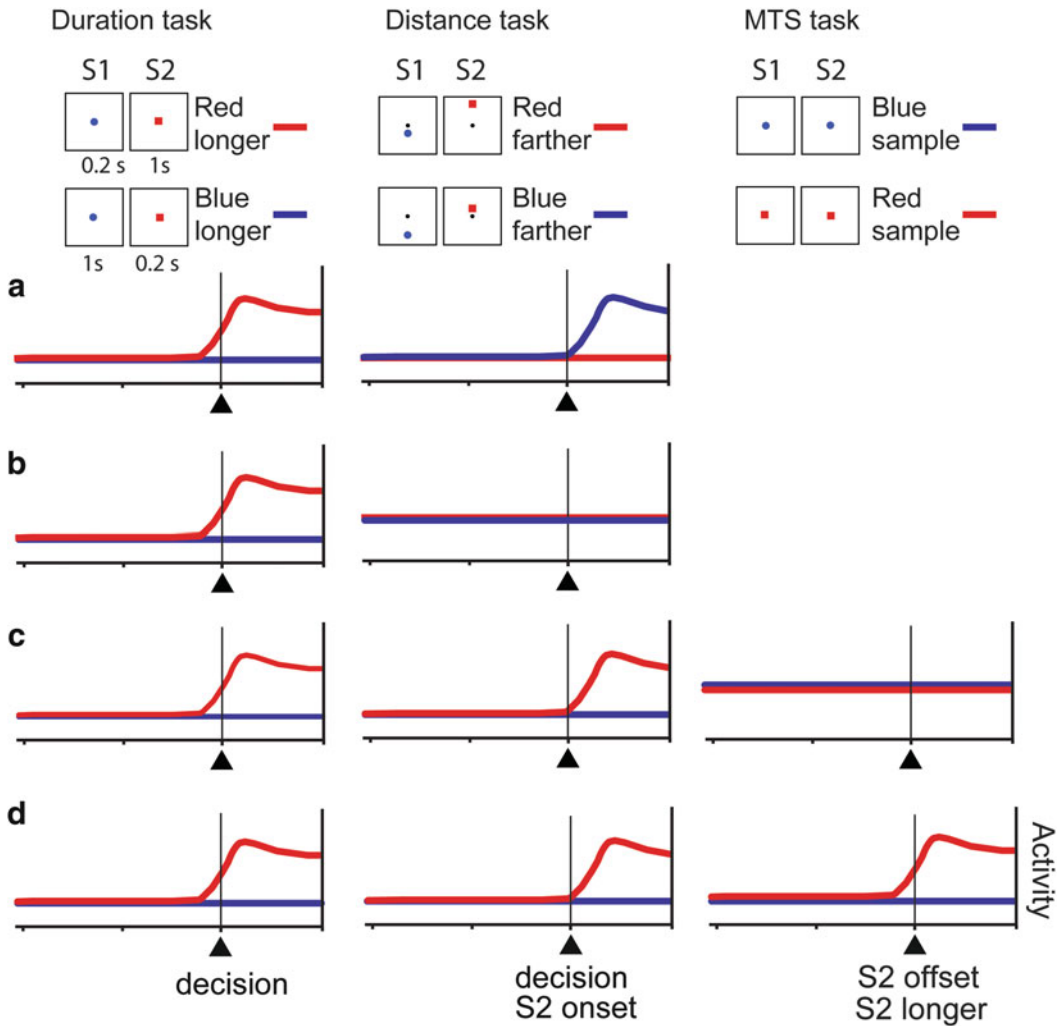 Duration task
Distance task
MTS task
S1 S2
S1 S2
S1 S2
Red
longer
Red
farther
Blue
sample
0.2 s 1s
Blue
longer
Blue
farther
Red
sample
1s 0.2 s
a
b
c
d
Activity
decision
decision
S2 onset
S2 offset
S2 longer